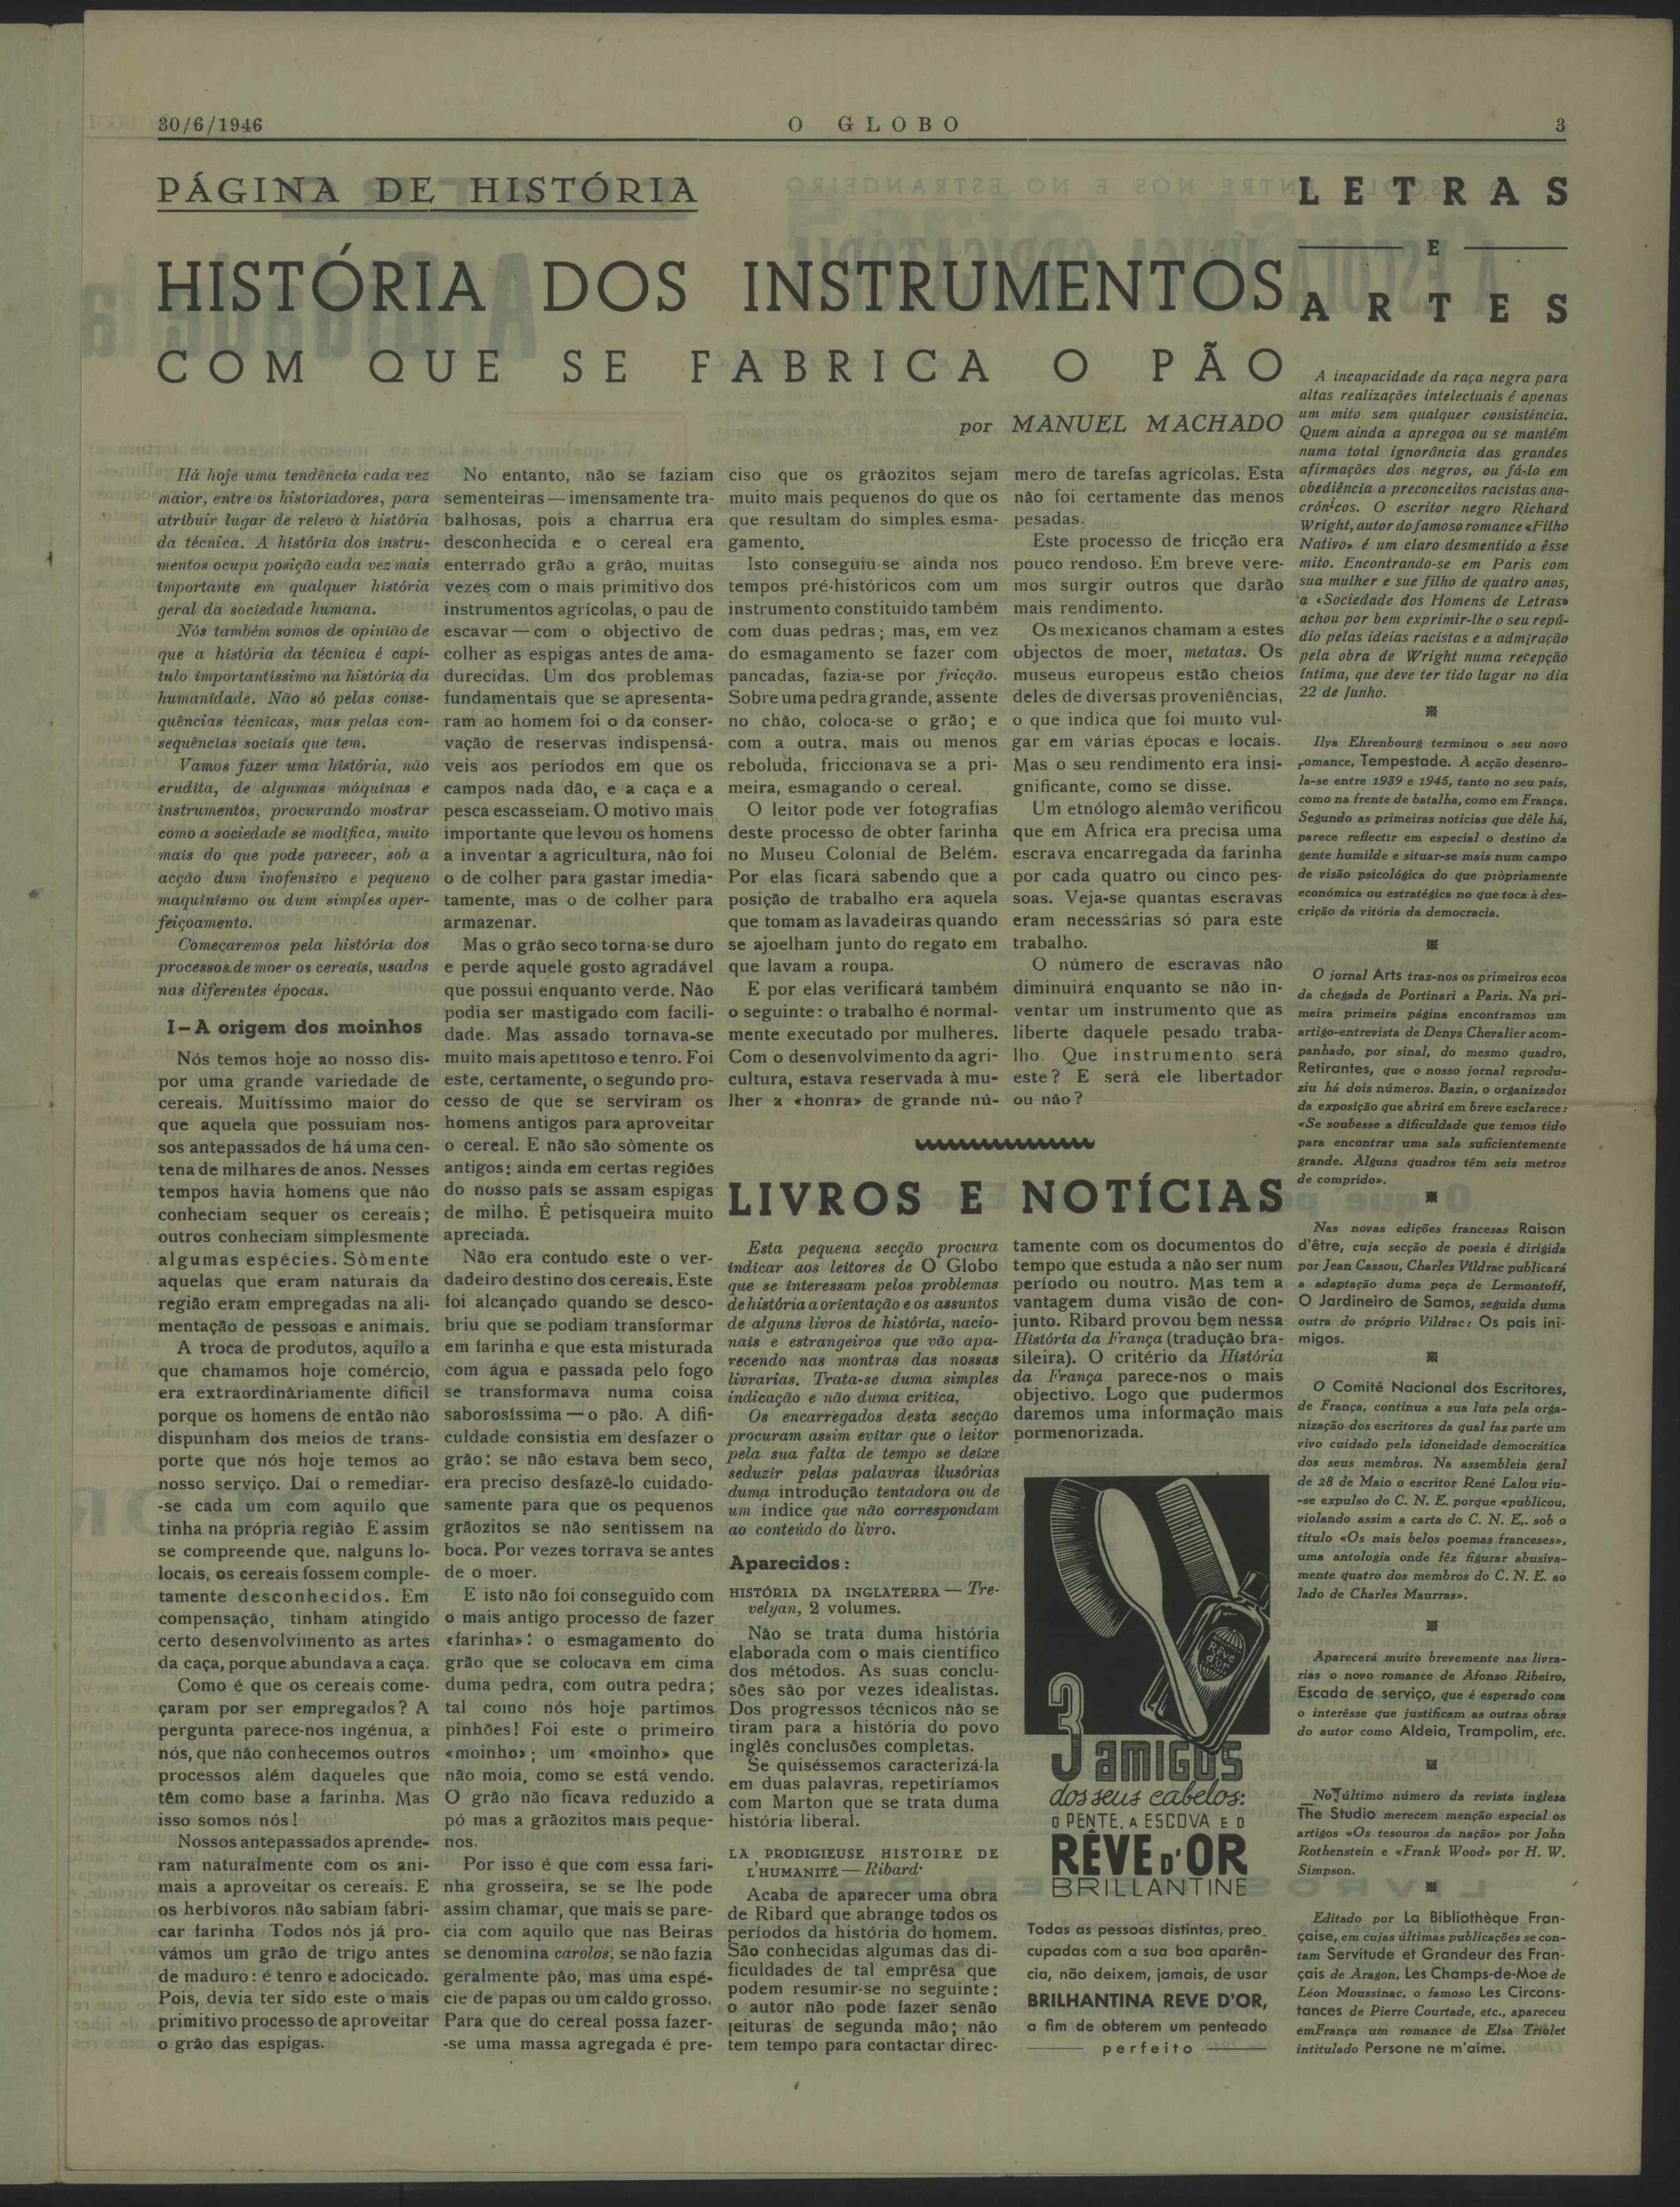 30/6/1946
O GLOBO
3
PÁGINA DE HISTÓRIA
HISTÓRIA DOS INSTRUMENTOS
COM QUE SE FABRICA O PÃO
por MANUEL MACHADO
Há hoje uma tendência cada vez
maior, entre os historiadores, para
atribuir lugar de relevo à história
da técnica. A história dos instru-
mentos ocupa posição cada vez mais
importante em qualquer história
geral da sociedade humana.
Nós também somos de opinião de
que a história da técnica é capí-
tulo importantíssimo na história da
humanidade. Não só pelas conse-
quências técnicas, mas pelas con-
sequências sociais que tem.
Vamos fazer uma história, não
erudita, de algumas máquinas e
instrumentos, procurando mostrar
como a sociedade se modifica, muito
mais do que pode parecer, sob a
acção dum inofensivo e pequeno
maquinismo ou dum simples aper-
feiçoamento.
Começaremos pela história dos
processos de moer os cereais, usados
nas diferentes épocas.
I — A origem dos moinhos
Nós temos hoje ao nosso dis-
por uma grande variedade de
cereais. Muitíssimo maior do
que aquela que possuiam nos-
sos antepassados de há uma cen-
tena de milhares de anos. Nesses
tempos havia homens que não
conheciam sequer os cereais;
outros conheciam simplesmente
algumas espécies. Sòmente
aquelas que eram naturais da
região eram empregadas na ali-
mentação de pessoas e animais.
A troca de produtos, aquilo a
que chamamos hoje comércio,
era extraordinàriamente difícil
porque os homens de então não
dispunham dos meios de trans-
porte que nós hoje temos ao
nosso serviço. Daí o remediar-
-se cada um com aquilo que
tinha na própria região E assim
se compreende que, nalguns lo-
locais, os cereais fossem comple-
tamente desconhecidos. Em
compensação, tinham atingido
certo desenvolvimento as artes
da caça, porque abundava a caça.
Como é que os cereais come-
çaram por ser empregados? A
pergunta parece-nos ingénua, a
nós, que não conhecemos outros
processos além daqueles que
têm como base a farinha. Mas
isso somos nós!
Nossos antepassados aprende-
ram naturalmente com os ani-
mais a aproveitar os cereais. E
os herbívoros não sabiam fabri-
car farinha Todos nós já pro-
vámos um grão de trigo antes
de maduro: é tenro e adocicado.
Pois, devia ter sido este o mais
primitivo processo de aproveitar
o grão das espigas.
No entanto, não se faziam
sementeiras — imensamente tra-
balhosas, pois a charrua era
desconhecida e o cereal era
enterrado grão a grão, muitas
vezes com o mais primitivo dos
instrumentos agrícolas, o pau de
escavar — com o objectivo de
colher as espigas antes de ama-
durecidas. Um dos problemas
fundamentais que se apresenta-
ram ao homem foi o da conser-
vação de reservas indispensá-
veis aos períodos em que os
campos nada dão, e a caça e a
pesca escasseiam. O motivo mais
importante que levou os homens
a inventar a agricultura, não foi
o de colher para gastar imedia-
tamente, mas o de colher para
armazenar.
Mas o grão seco torna-se duro
e perde aquele gosto agradável
que possui enquanto verde. Não
podia ser mastigado com facili-
dade. Mas assado tornava-se
muito mais apetitoso e tenro. Foi
este, certamente, o segundo pro-
cesso de que se serviram os
homens antigos para aproveitar
o cereal. E não são sòmente os
antigos; ainda em certas regiões
do nosso país se assam espigas
de milho. É petisqueira muito
apreciada.
Não era contudo este o ver-
dadeiro destino dos cereais. Este
foi alcançado quando se desco-
briu que se podiam transformar
em farinha e que esta misturada
com água e passada pelo fogo
se transformava numa coisa
saborosíssima — o pão. A difi-
culdade consistia em desfazer o
grão: se não estava bem seco,
era preciso desfazê-lo cuidado-
samente para que os pequenos
grãozitos se não sentissem na
boca. Por vezes torrava se antes
de o moer.
E isto não foi conseguido com
o mais antigo processo de fazer
«farinha»: o esmagamento do
grão que se colocava em cima
duma pedra, com outra pedra;
tal como nós hoje partimos
pinhões! Foi este o primeiro
«moinho»; um «moinho» que
não moia, como se está vendo.
O grão não ficava reduzido a
pó mas a grãozitos mais peque-
nos.
Por isso é que com essa fari-
nha grosseira, se se lhe pode
assim chamar, que mais se pare-
cia com aquilo que nas Beiras
se denomina carolos, se não fazia
geralmente pão, mas uma espé-
cie de papas ou um caldo grosso.
Para que do cereal possa fazer-
-se uma massa agregada é pre-
ciso que os grãozitos sejam
muito mais pequenos do que os
que resultam do simples esma-
gamento.
Isto conseguiu-se ainda nos
tempos pré-históricos com um
instrumento constituido também
com duas pedras; mas, em vez
do esmagamento se fazer com
pancadas, fazia-se por fricção.
Sobre uma pedra grande, assente
no chão, coloca-se o grão; e
com a outra, mais ou menos
reboluda, friccionava se a pri-
meira, esmagando o cereal.
O leitor pode ver fotografias
deste processo de obter farinha
no Museu Colonial de Belém.
Por elas ficará sabendo que a
posição de trabalho era aquela
que tomam as lavadeiras quando
se ajoelham junto do regato em
que lavam a roupa.
E por elas verificará também
o seguinte: o trabalho é normal-
mente executado por mulheres.
Com o desenvolvimento da agri-
cultura, estava reservada à mu-
lher a «honra» de grande nú-
mero de tarefas agrícolas. Esta
não foi certamente das menos
pesadas.
Este processo de fricção era
pouco rendoso. Em breve vere-
mos surgir outros que darão
mais rendimento.
Os mexicanos chamam a estes
objectos de moer, metatas. Os
museus europeus estão cheios
deles de diversas proveniências,
o que indica que foi muito vul-
gar em várias épocas e locais.
Mas o seu rendimento era insi-
gnificante, como se disse.
Um etnólogo alemão verificou
que em Africa era precisa uma
escrava encarregada da farinha
por cada quatro ou cinco pes-
soas. Veja-se quantas escravas
eram necessárias só para este
trabalho.
O número de escravas não
diminuirá enquanto se não in-
ventar um instrumento que as
liberte daquele pesado traba-
lho. Que instrumento será
este? E será ele libertador
ou não?
LIVROS E NOTÍCIAS
Esta pequena secção procura
indicar aos leitores de O Globo
que se interessam pelos problemas
de história a orientação e os assuntos
de alguns livros de história, nacio-
nais e estrangeiros que vão apa-
recendo nas montras das nossas
livrarias. Trata-se duma simples
indicação e não duma crítica,
Os encarregados desta secção
procuram assim evitar que o leitor
pela sua falta de tempo se deixe
seduzir pelas palavras ilusórias
duma introdução tentadora ou de
um índice que não correspondam
ao conteúdo do livro.
Aparecidos:
HISTÓRIA DA INGLATERRA — Tre-
velyan, 2 volumes.
Não se trata duma história
elaborada com o mais científico
dos métodos. As suas conclu-
sões são por vezes idealistas.
Dos progressos técnicos não se
tiram para a história do povo
inglês conclusões completas.
Se quiséssemos caracterizá-la
em duas palavras, repetiríamos
com Marton que se trata duma
história liberal.
LA PRODIGIEUSE HISTOIRE DE
L'HUMANITÉ — Ribard·
Acaba de aparecer uma obra
de Ribard que abrange todos os
períodos da história do homem.
São conhecidas algumas das di-
ficuldades de tal emprêsa que
podem resumir-se no seguinte:
o autor não pode fazer senão
leituras de segunda mão; não
tem tempo para contactar direc-
tamente com os documentos do
tempo que estuda a não ser num
período ou noutro. Mas tem a
vantagem duma visão de con-
junto. Ribard provou bem nessa
História da França (tradução bra-
sileira). O critério da História
da França parece-nos o mais
objectivo. Logo que pudermos
daremos uma informação mais
pormenorizada.
Rêve d'or
3 AMIGOS
dos seus cabelos:
O PENTE, A ESCOVA E O
RÊVE D'OR
BRILLANTINE
Todas as pessoas distintas, preo-
cupadas com a sua boa aparên-
cia, não deixem, jamais, de usar
BRILHANTINA REVE D'OR,
a fim de obterem um penteado
perfeito
LETRAS
E
ARTES
A incapacidade da raça negra para
altas realizações intelectuais é apenas
um mito sem qualquer consistência.
Quem ainda a apregoa ou se mantém
numa total ignorância das grandes
afirmações dos negros, ou fá-lo em
obediência a preconceitos racistas ana-
crónicos. O escritor negro Richard
Wright, autor do famoso romance «Filho
Nativo» é um claro desmentido a êsse
mito. Encontrando-se em Paris com
sua mulher e sue filho de quatro anos,
a «Sociedade dos Homens de Letras»
achou por bem exprimir-lhe o seu repú-
dio pelas ideias racistas e a admiração
pela obra de Wright numa recepção
íntima, que deve ter tido lugar no dia
22 de Junho.
Ilya Ehrenbourg terminou o seu novo
romance, Tempestade. A acção desenro-
la-se entre 1939 e 1945, tanto no seu país,
como na frente de batalha, como em França.
Segundo as primeiras notícias que dêle há,
parece reflectir em especial o destino da
gente humilde e situar-se mais num campo
de visão psicológica do que pròpriamente
económica ou estratégica no que toca à des-
crição da vitória da democracia.
O jornal Arts traz-nos os primeiros ecos
da chegada de Portinari a Paris. Na pri-
meira primeira página encontramos um
artigo-entrevista de Denys Chevalier acom-
panhado, por sinal, do mesmo quadro,
Retirantes, que o nosso jornal reprodu-
ziu há dois números. Bazin, o organizador
da exposição que abrirá em breve esclarece:
«Se soubesse a dificuldade que temos tido
para encontrar uma sala suficientemente
grande. Alguns quadros têm seis metros
de comprido».
Nas novas edições francesas Raison
d'être, cuja secção de poesia é dirigida
por Jean Cassou, Charles Vildrac publicará
a adaptação duma peça de Lermontoff,
O Jardineiro de Samos, seguida duma
outra do próprio Vildrac: Os pais ini-
migos.
O Comité Nacional dos Escritores,
de França, continua a sua luta pela orga-
nização dos escritores da qual faz parte um
vivo cuidado pela idoneidade democrática
dos seus membros. Na assembleia geral
de 28 de Maio o escritor René Lalou viu-
-se expulso do C. N. E. porque «publicou,
violando assim a carta do C. N. E,. sob o
título «Os mais belos poemas franceses»,
uma antologia onde fêz figurar abusiva-
mente quatro dos membros do C. N. E. ao
lado de Charles Maurras».
Aparecerá muito brevemente nas livra-
rias o novo romance de Afonso Ribeiro,
Escada de serviço, que é esperado com
o interêsse que justificam as outras obras
do autor como Aldeia, Trampolim, etc.
No último número da revista inglesa
The Studio merecem menção especial os
artigos «Os tesouros da nação» por John
Rothenstein e «Frank Wood» por H. W.
Simpson.
Editado por La Bibliothèque Fran-
çaise, em cujas últimas publicações se con-
tam Servitude et Grandeur des Fran-
çais de Aragon, Les Champs-de-Moe de
Léon Moussinac, o famoso Les Circons-
tances de Pierre Courtade, etc., apareceu
emFrança um romance de Elsa Triolet
intitulado Persone ne m'aime.